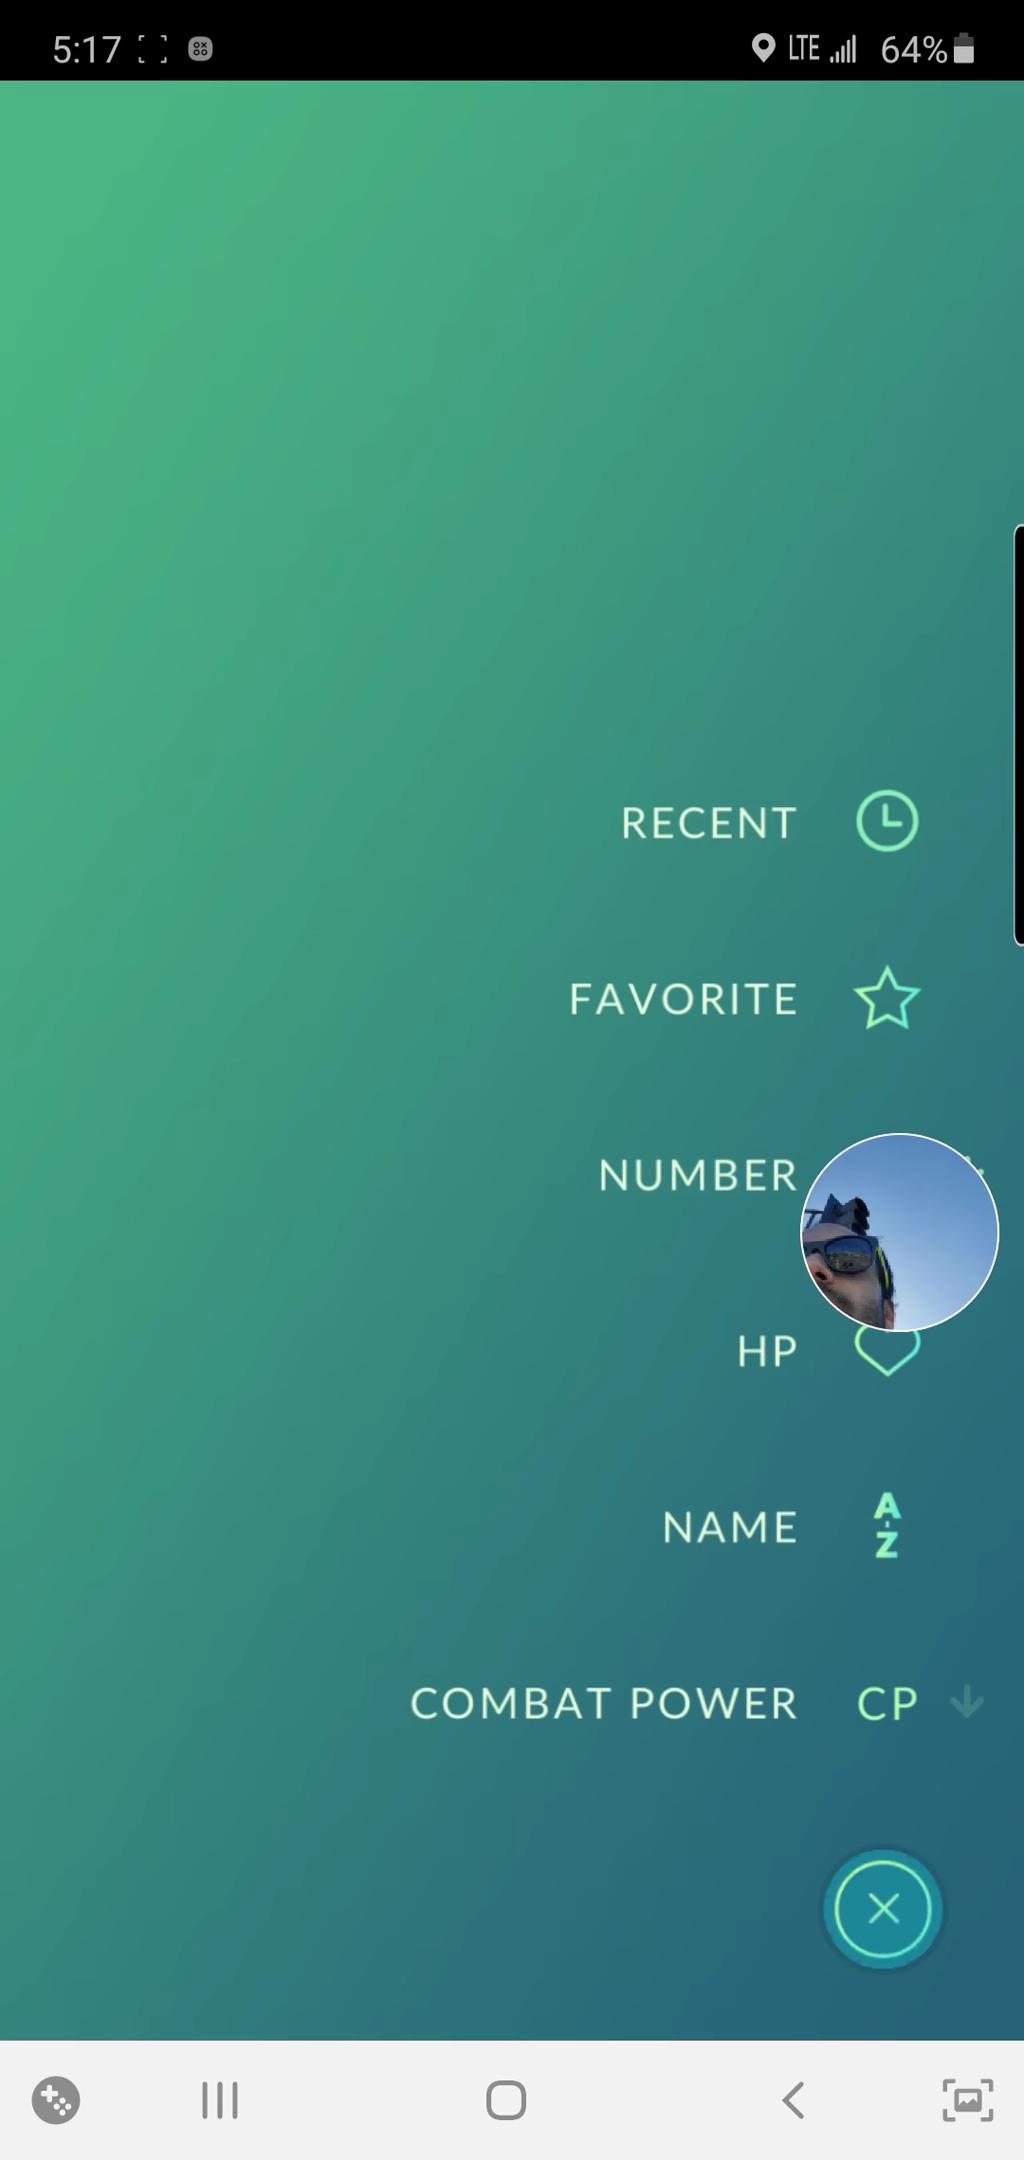 5:17 LTE 64%
RECENT
FAVORITE
NUMBER
HP
NAME A-Z
COMBAT POWER CP